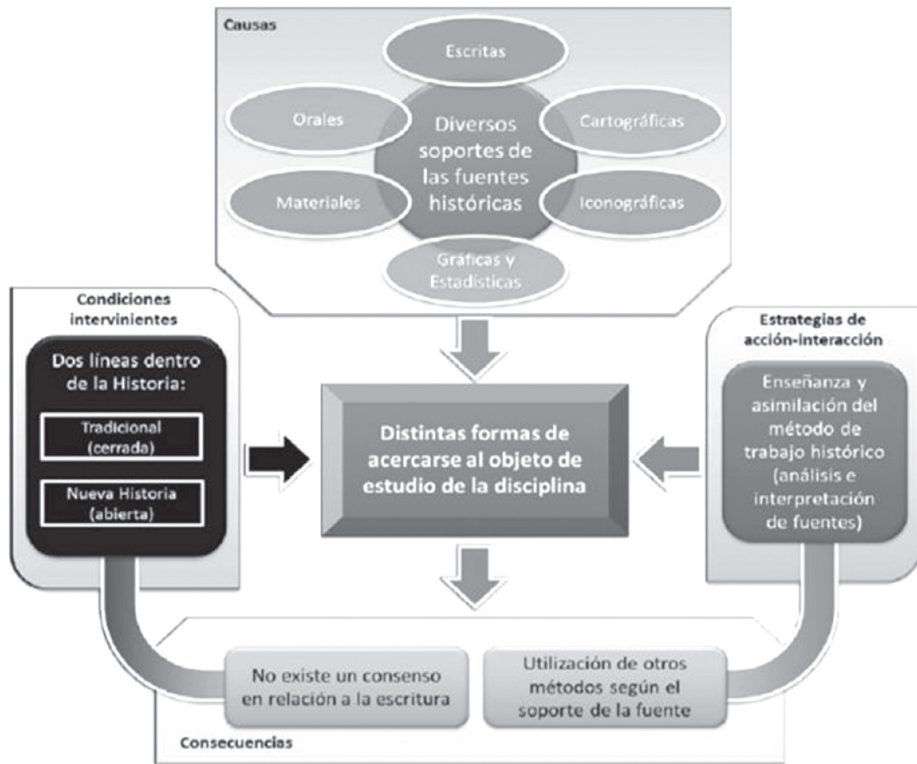 Causas
Escritas
Orales
Cartográficas
Diversos
soportes de
las fuentes
históricas
Materiales
Iconográficas
Gráficas y
Estadísticas
Condiciones
intervinientes
Dos líneas dentro
de la Historia:
Tradicional
(cerrada)
Nueva Historia
(abierta)
Distintas formas de
acercarse al objeto de
estudio de la disciplina
Estrategias de
acción-interacción
Enseñanza y
asimilación del
método de
trabajo histórico
(análisis e
interpretación
de fuentes)
No existe un consenso
en relación a la escritura
Utilización de otros
métodos según el
soporte de la fuente
Consecuencias